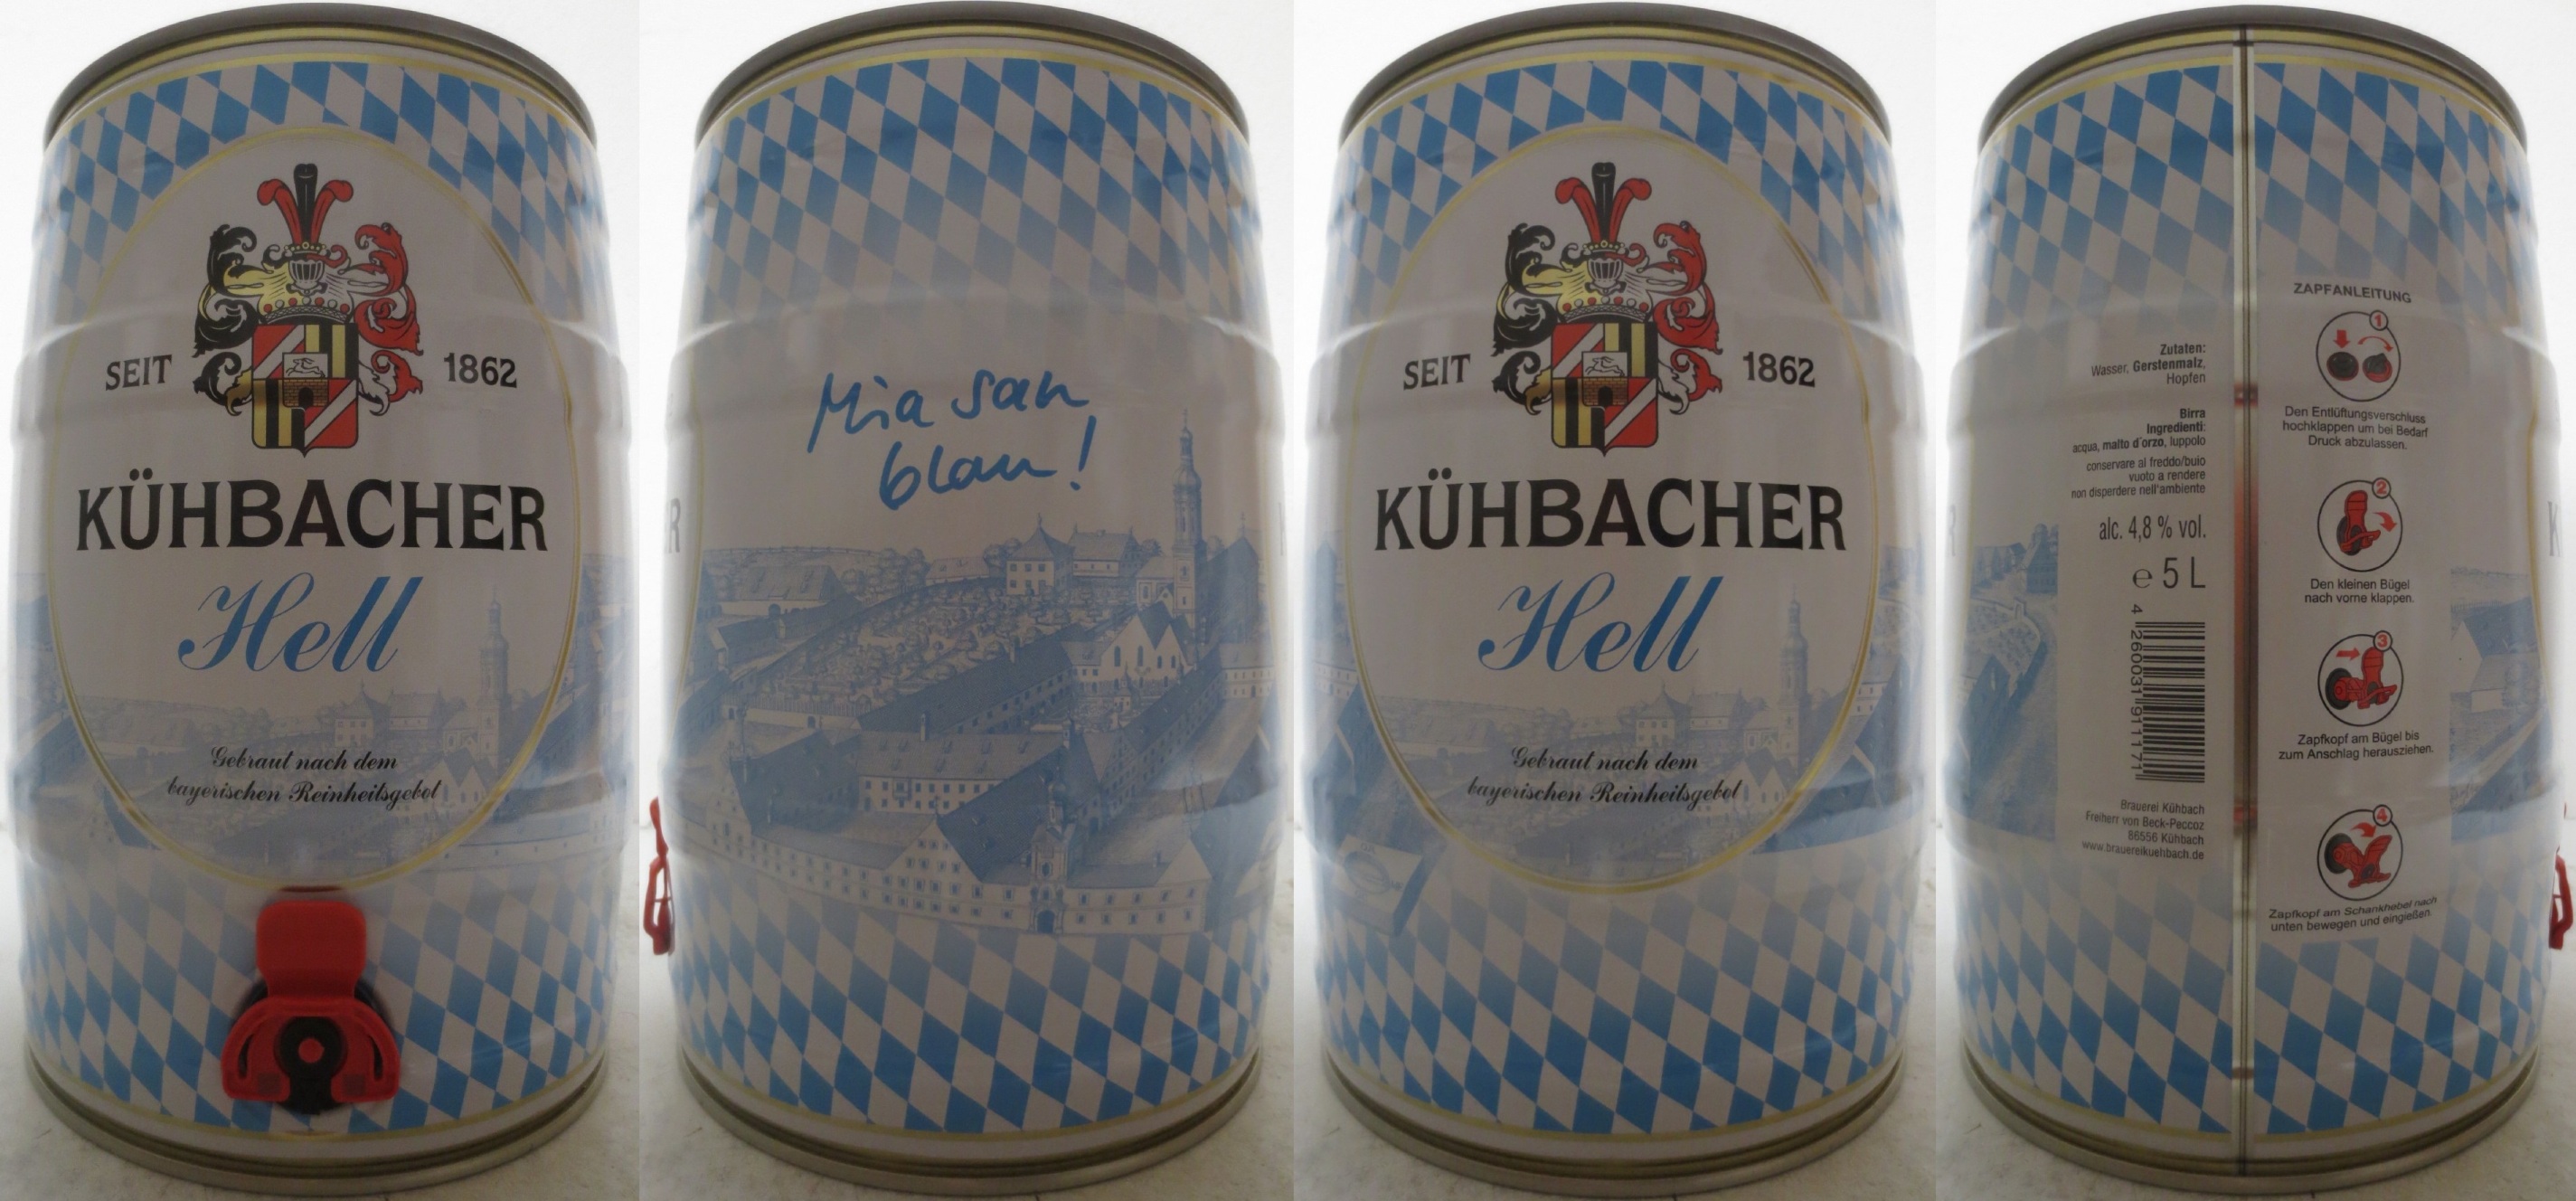 SEIT 1862
KÜHBACHER
Hell
Gebraut nach dem
bayerischen Reinheitsgebot
Mia san
blau!
SEIT 1862
KÜHBACHER
Hell
Gebraut nach dem
bayerischen Reinheitsgebot
Zutaten:
Wasser, Gerstenmalz,
Hopfen
Birra
Ingredienti:
acqua, malto d'orzo, luppolo
conservare al freddo/buio
vuoto a rendere
non disperdere nell'ambiente
alc. 4,8 % vol.
e 5 L
4 260031 911171
Brauerei Kühbach
Freiherr von Beck-Peccoz
86556 Kühbach
www.brauereikuehbach.de
ZAPFANLEITUNG
1
Den Entlüftungsverschluss
hochklappen um bei Bedarf
Druck abzulassen.
2
Den kleinen Bügel
nach vorne klappen.
3
Zapfkopf am Bügel bis
zum Anschlag herausziehen.
4
Zapfkopf am Schankhebel nach
unten bewegen und eingießen.